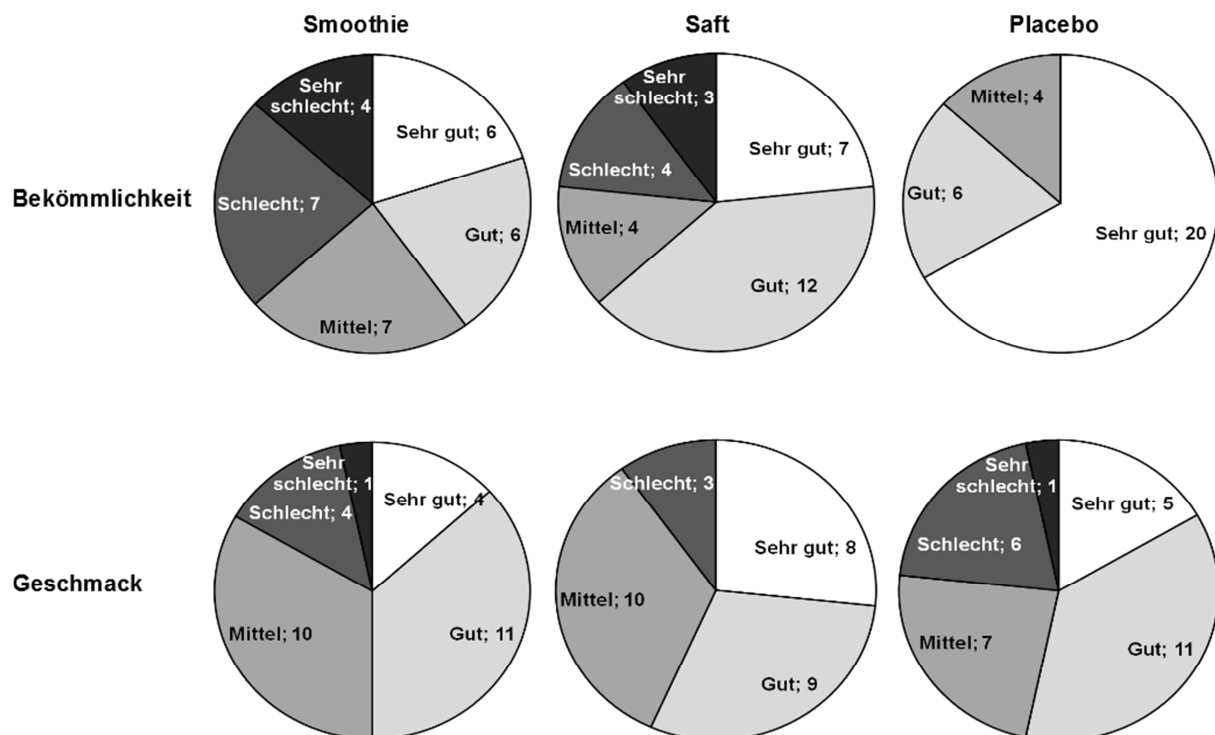 Smoothie
Saft
Placebo
Bekömmlichkeit
Sehr
schlecht; 4
Sehr gut; 6
Schlecht; 7
Gut; 6
Mittel; 7
Sehr
schlecht; 3
Sehr gut; 7
Schlecht; 4
Mittel; 4
Gut; 12
Mittel; 4
Gut; 6
Sehr gut; 20
Geschmack
Sehr
schlecht; 1
Sehr gut; 4
Schlecht; 4
Mittel; 10
Gut; 11
Schlecht; 3
Sehr gut; 8
Mittel; 10
Gut; 9
Sehr
schlecht; 1
Sehr gut; 5
Schlecht; 6
Mittel; 7
Gut; 11